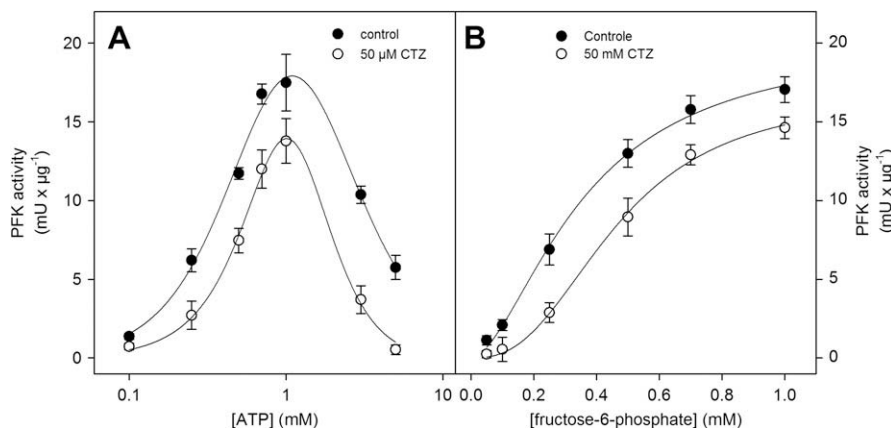 A
control
50 µM CTZ
B
Controle
50 mM CTZ
PFK activity
(mU x µg-1)
20
15
10
5
0
0.1
1
10
[ATP] (mM)
20
15
10
5
0
PFK activity
(mU x µg-1)
0.0
0.2
0.4
0.6
0.8
1.0
[fructose-6-phosphate] (mM)